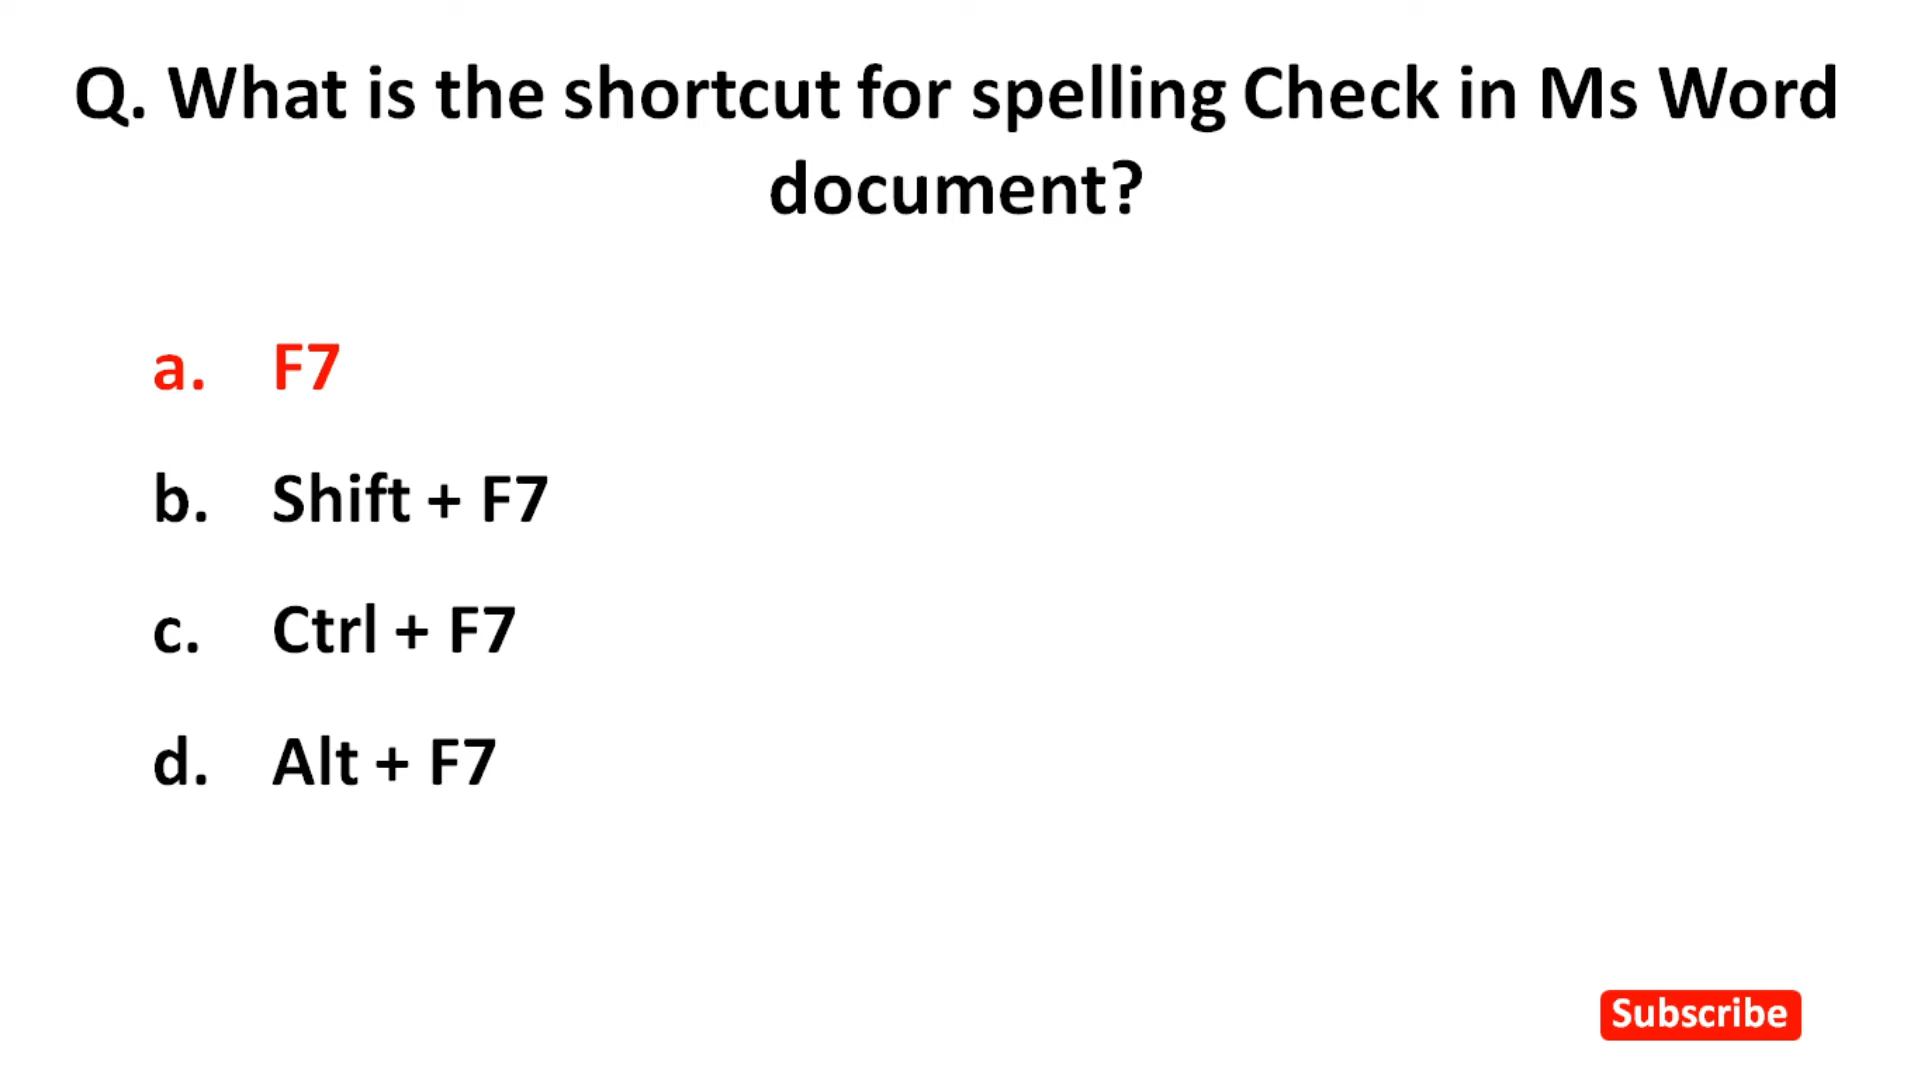 Q. What is the shortcut for spelling Check in Ms Word
document?
a. F7
b. Shift + F7
c. Ctrl + F7
d. Alt + F7
Subscribe